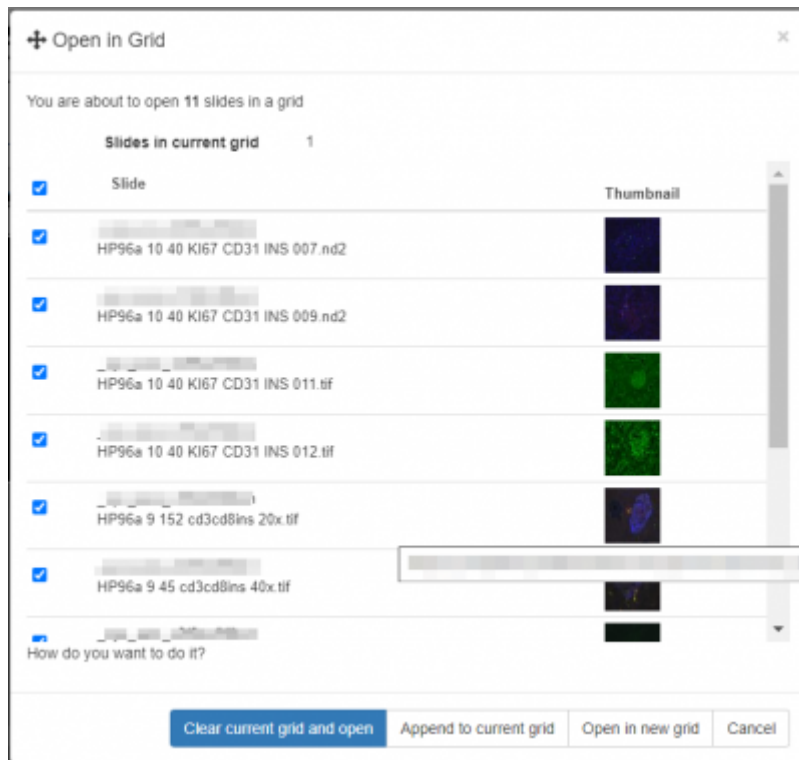 Open in Grid
×
You are about to open 11 slides in a grid
Slides in current grid 1
Slide
Thumbnail
HP96a 10 40 KI67 CD31 INS 007.nd2
HP96a 10 40 KI67 CD31 INS 009.nd2
HP96a 10 40 KI67 CD31 INS 011.tif
HP96a 10 40 KI67 CD31 INS 012.tif
HP96a 9 152 cd3cd8ins 20x.tif
HP96a 9 45 cd3cd8ins 40x.tif
How do you want to do it?
Clear current grid and open Append to current grid Open in new grid Cancel